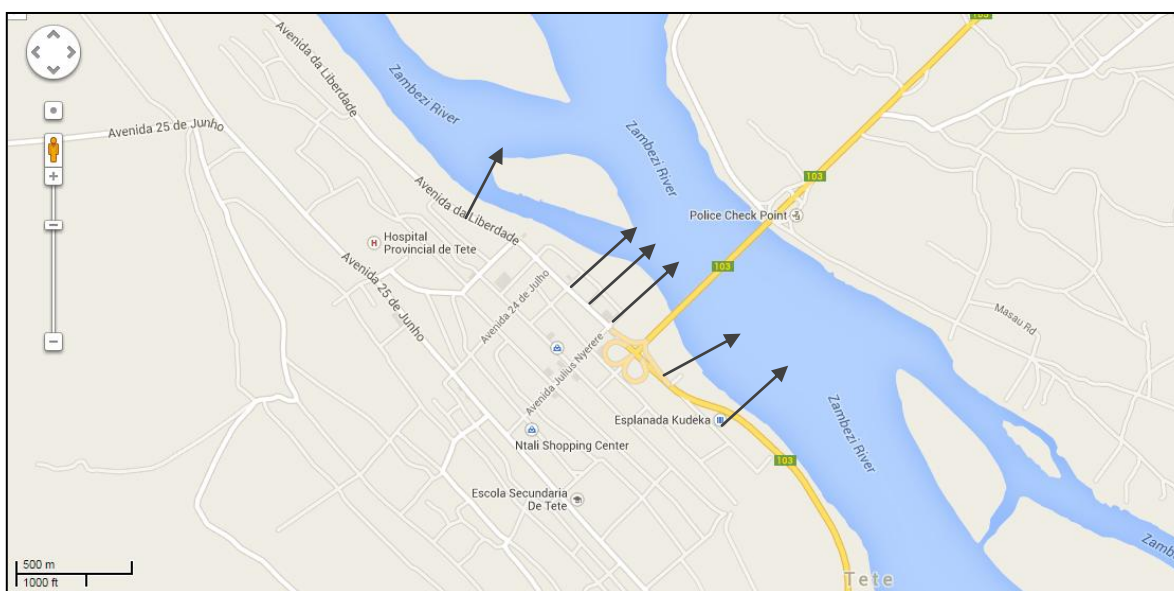 103
Avenida da Liberdade
Zambezi River
Avenida 25 de Junho
Zambezi River
103
Avenida da Liberdade
Police Check Point
Hospital
Provincial de Tete
H
Avenida 25 de Junho
103
Avenida 24 de Julho
Masau Rd
Avenida Julius Nyerere
Esplanada Kudeka
Zambezi River
Ntali Shopping Center
103
Escola Secundaria
De Tete
500 m
1000 ft
Tete